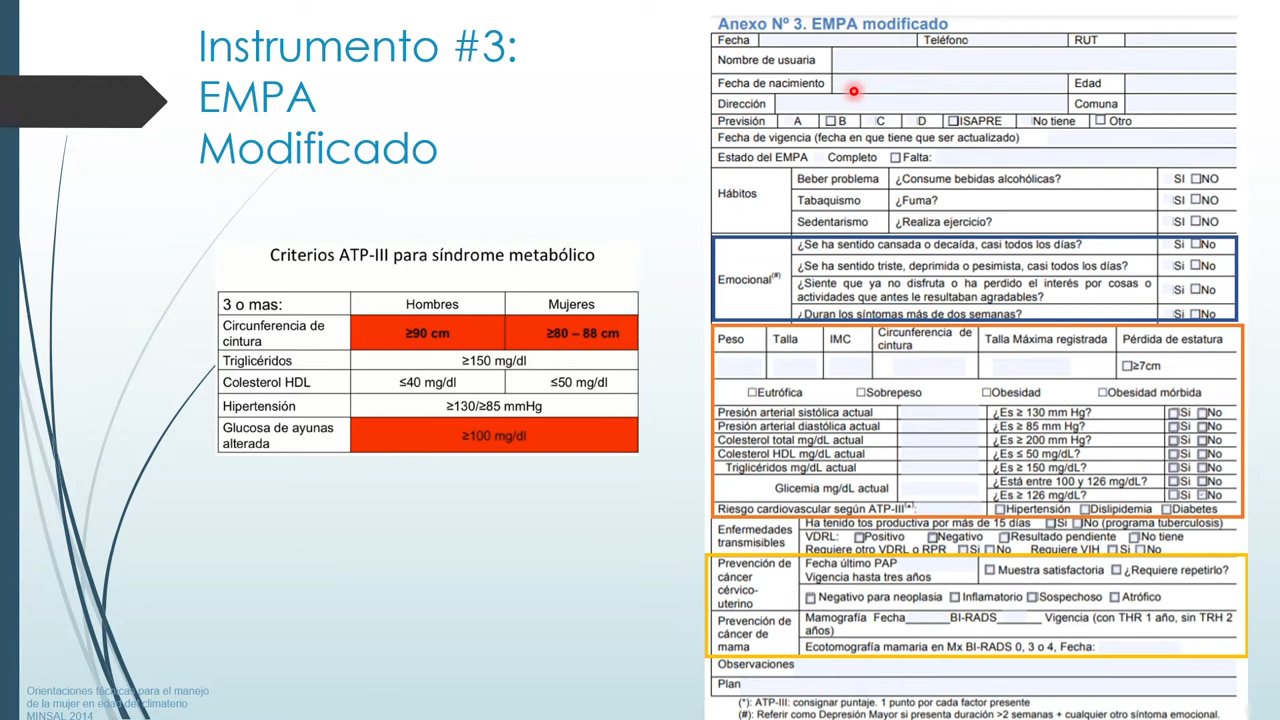 Instrumento #3:
EMPA
Modificado
Criterios ATP-III para síndrome metabólico
3 o mas: Hombres Mujeres
Circunferencia de cintura ≥90 cm ≥80 – 88 cm
Triglicéridos ≥150 mg/dl
Colesterol HDL ≤40 mg/dl ≤50 mg/dl
Hipertensión ≥130/≥85 mmHg
Glucosa de ayunas alterada ≥100 mg/dl
Orientaciones técnicas para el manejo
de la mujer en edad del climaterio
MINSAL 2014
Anexo Nº 3. EMPA modificado
Fecha Teléfono RUT
Nombre de usuaria
Fecha de nacimiento Edad
Dirección Comuna
Previsión A B C D ISAPRE No tiene Otro
Fecha de vigencia (fecha en que tiene que ser actualizado)
Estado del EMPA Completo Falta:
Hábitos
Beber problema ¿Consume bebidas alcohólicas? SI NO
Tabaquismo ¿Fuma? SI NO
Sedentarismo ¿Realiza ejercicio? SI NO
Emocional(#)
¿Se ha sentido cansada o decaída, casi todos los días? Si No
¿Se ha sentido triste, deprimida o pesimista, casi todos los días? Si No
¿Siente que ya no disfruta o ha perdido el interés por cosas o
actividades que antes le resultaban agradables? Si No
¿Duran los síntomas más de dos semanas? Si No
Peso Talla IMC Circunferencia de cintura Talla Máxima registrada Pérdida de estatura
≥7cm
Eutrófica Sobrepeso Obesidad Obesidad mórbida
Presión arterial sistólica actual ¿Es ≥ 130 mm Hg? Si No
Presión arterial diastólica actual ¿Es ≥ 85 mm Hg? Si No
Colesterol total mg/dL actual ¿Es ≥ 200 mm Hg? Si No
Colesterol HDL mg/dL actual ¿Es ≤ 50 mg/dL? Si No
Triglicéridos mg/dL actual ¿Es ≥ 150 mg/dL? Si No
Glicemia mg/dL actual ¿Está entre 100 y 126 mg/dL? Si No
¿Es ≥ 126 mg/dL? Si No
Riesgo cardiovascular según ATP-III(*): Hipertensión Dislipidemia Diabetes
Enfermedades transmisibles
Ha tenido tos productiva por más de 15 días Si No (programa tuberculosis)
VDRL: Positivo Negativo Resultado pendiente No tiene
Requiere otro VDRL o RPR Si No Requiere VIH Si No
Prevención de cáncer cérvico-uterino
Fecha último PAP
Vigencia hasta tres años Muestra satisfactoria ¿Requiere repetirlo?
Negativo para neoplasia Inflamatorio Sospechoso Atrófico
Prevención de cáncer de mama
Mamografía Fecha_______BI-RADS______ Vigencia (con THR 1 año, sin TRH 2
años)
Ecotomografía mamaria en Mx BI-RADS 0, 3 o 4, Fecha:
Observaciones
Plan
(*): ATP-III: consignar puntaje. 1 punto por cada factor presente
(#): Referir como Depresión Mayor si presenta duración >2 semanas + cualquier otro síntoma emocional.